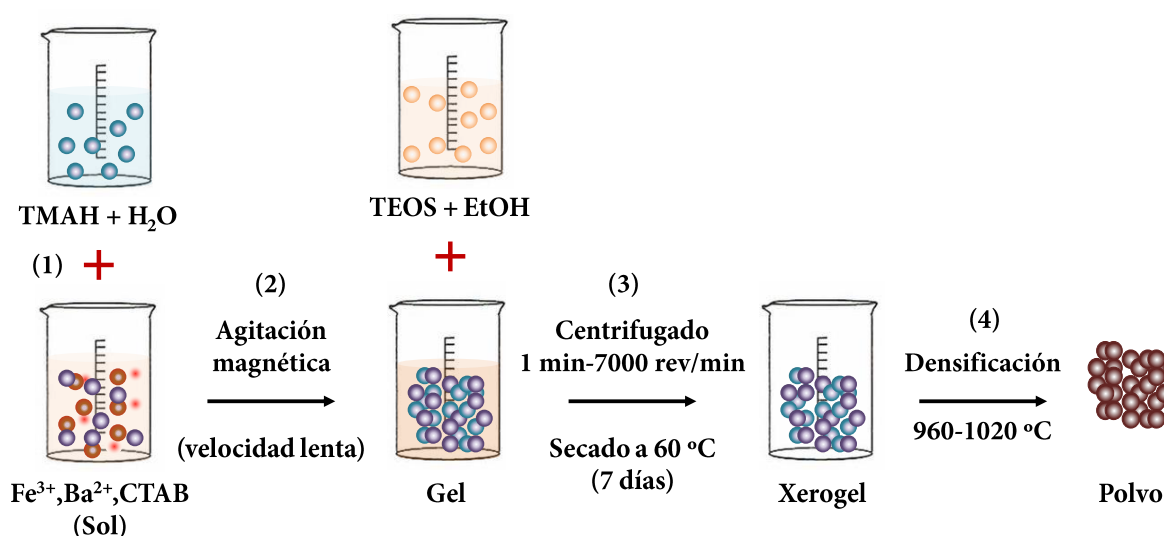 TMAH + H₂O
TEOS + EtOH
(1)
+
+
Fe³⁺,Ba²⁺,CTAB
(Sol)
(2)
Agitación
magnética
(velocidad lenta)
Gel
(3)
Centrifugado
1 min-7000 rev/min
Secado a 60 ºC
(7 días)
Xerogel
(4)
Densificación
960-1020 ºC
Polvo